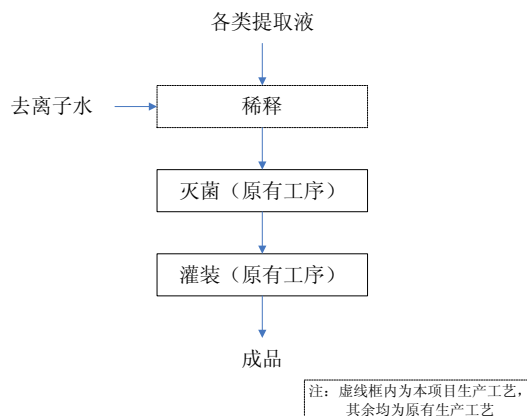 各类提取液
去离子水
稀释
灭菌（原有工序）
灌装（原有工序）
成品
注：虚线框内为本项目生产工艺，
其余均为原有生产工艺